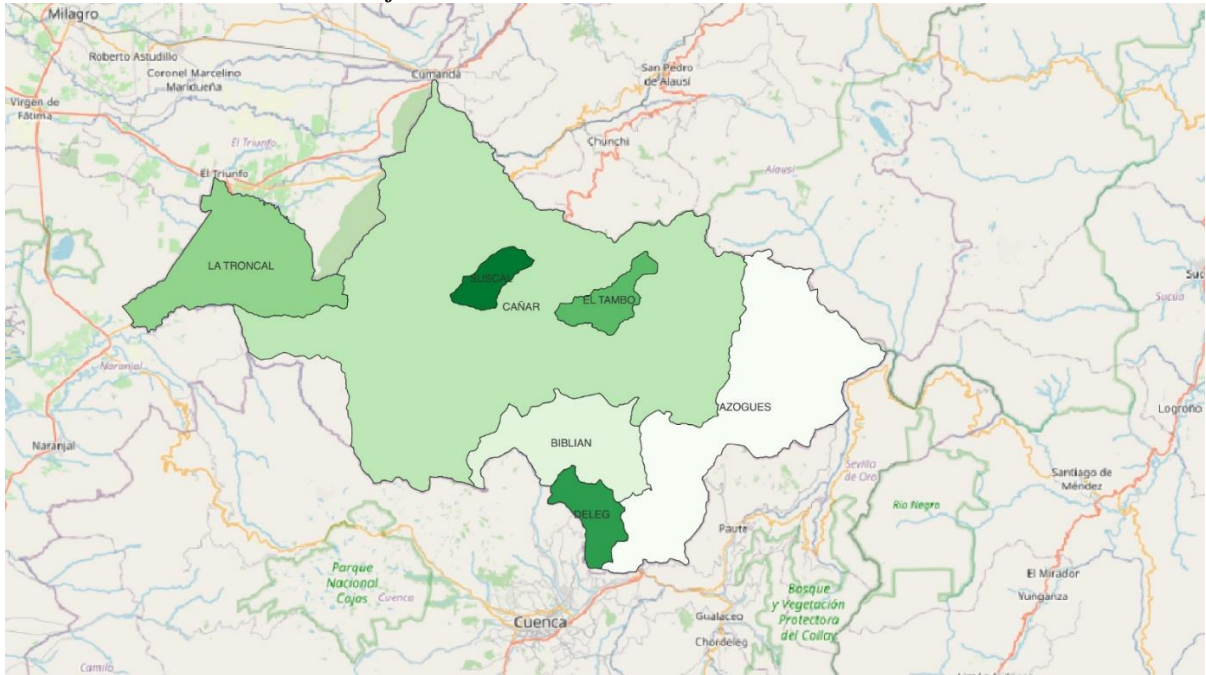 Milagro
Roberto Astudillo
Coronel Marcelino
Maridueña
Virgen de
Fátima
Cumandá
San Pedro
de Alausí
El Triunfo
El Triunfo
Chunchi
Alausí
LA TRONCAL
SUSCAL
CAÑAR
EL TAMBO
Sucúa
Naranjal
AZOGUES
Logroño
Naranjal
BIBLIAN
Sevilla
de Oro
Santiago de
Méndez
DELEG
Río Negro
Paute
Parque
Nacional
Cajas
Cuenca
El Mirador
Yunganza
Bosque
y Vegetación
Protectora
del Collay
Cuenca
Gualaceo
Chordeleg
Camilo